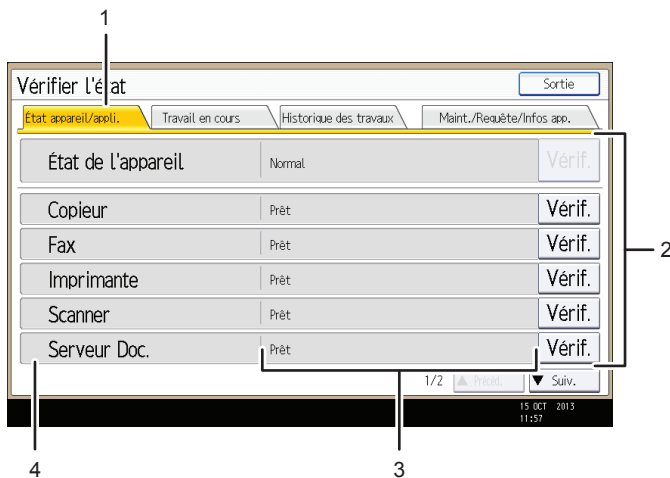 1
Vérifier l'état
Sortie
État appareil/appli.
Travail en cours
Historique des travaux
Maint./Requête/Infos app.
État de l'appareil
Normal
Vérif.
Copieur
Prêt
Vérif.
Fax
Prêt
Vérif.
Imprimante
Prêt
Vérif.
Scanner
Prêt
Vérif.
Serveur Doc.
Prêt
Vérif.
1/2
▲ Précéd.
▼ Suiv.
15 OCT 2013
11:57
2
4
3